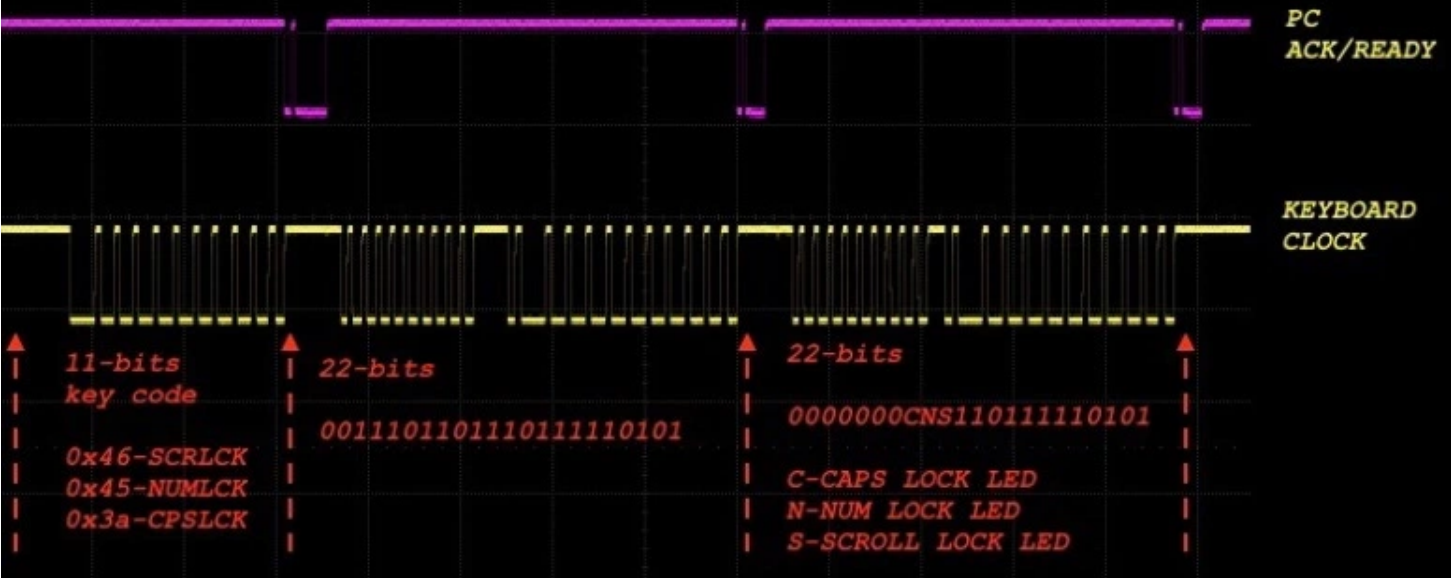 PC
ACK/READY
KEYBOARD
CLOCK
11-bits
key code
0x46-SCRLCK
0x45-NUMLCK
0x3a-CPSLCK
22-bits
0011101101110111110101
22-bits
0000000CNS110111110101
C-CAPS LOCK LED
N-NUM LOCK LED
S-SCROLL LOCK LED